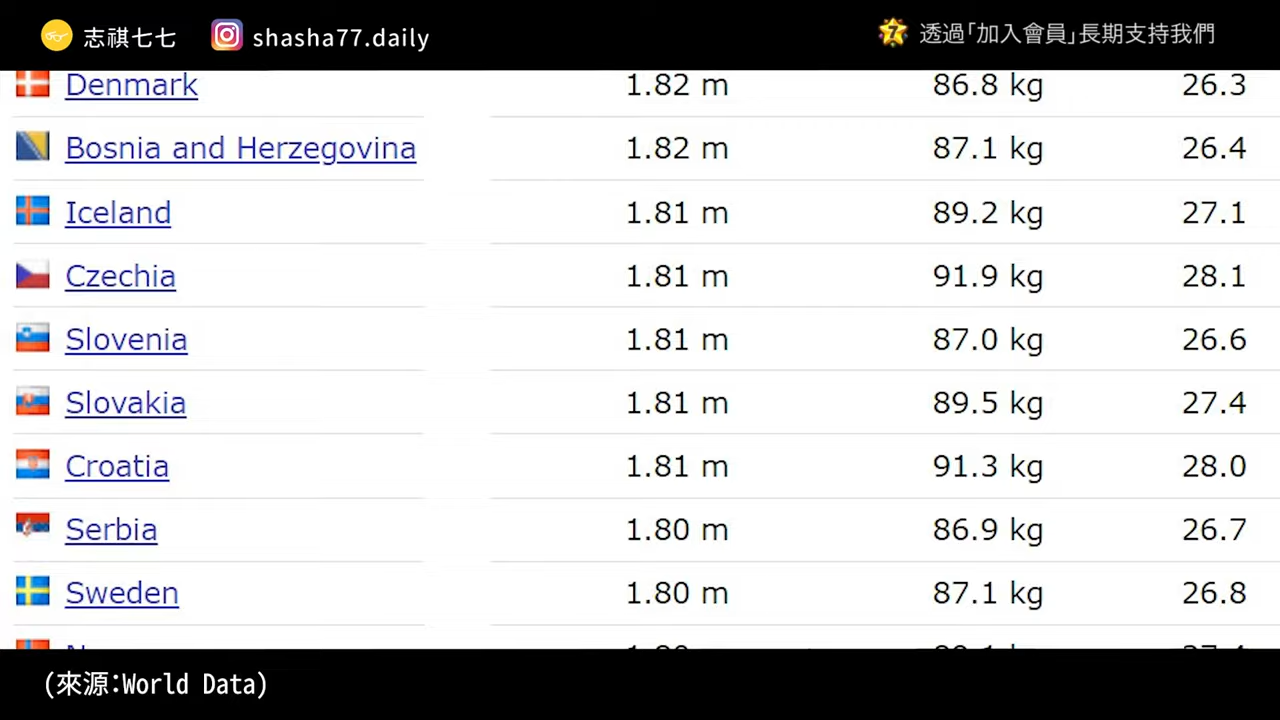 志祺七七 shasha77.daily 透過「加入會員」長期支持我們
Denmark 1.82 m 86.8 kg 26.3
Bosnia and Herzegovina 1.82 m 87.1 kg 26.4
Iceland 1.81 m 89.2 kg 27.1
Czechia 1.81 m 91.9 kg 28.1
Slovenia 1.81 m 87.0 kg 26.6
Slovakia 1.81 m 89.5 kg 27.4
Croatia 1.81 m 91.3 kg 28.0
Serbia 1.80 m 86.9 kg 26.7
Sweden 1.80 m 87.1 kg 26.8
(來源:World Data)